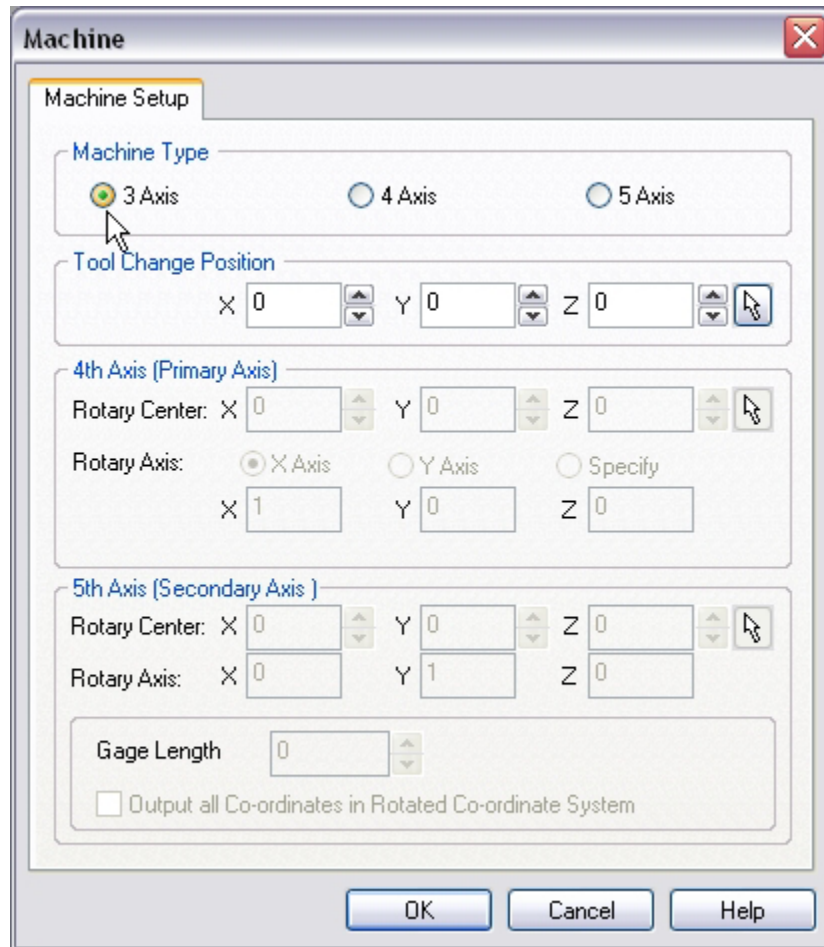 Machine
Machine Setup
Machine Type
3 Axis 4 Axis 5 Axis
Tool Change Position
X 0 Y 0 Z 0
4th Axis (Primary Axis)
Rotary Center: X 0 Y 0 Z 0
Rotary Axis: X Axis Y Axis Specify
X 1 Y 0 Z 0
5th Axis (Secondary Axis )
Rotary Center: X 0 Y 0 Z 0
Rotary Axis: X 0 Y 1 Z 0
Gage Length 0
Output all Co-ordinates in Rotated Co-ordinate System
OK Cancel Help